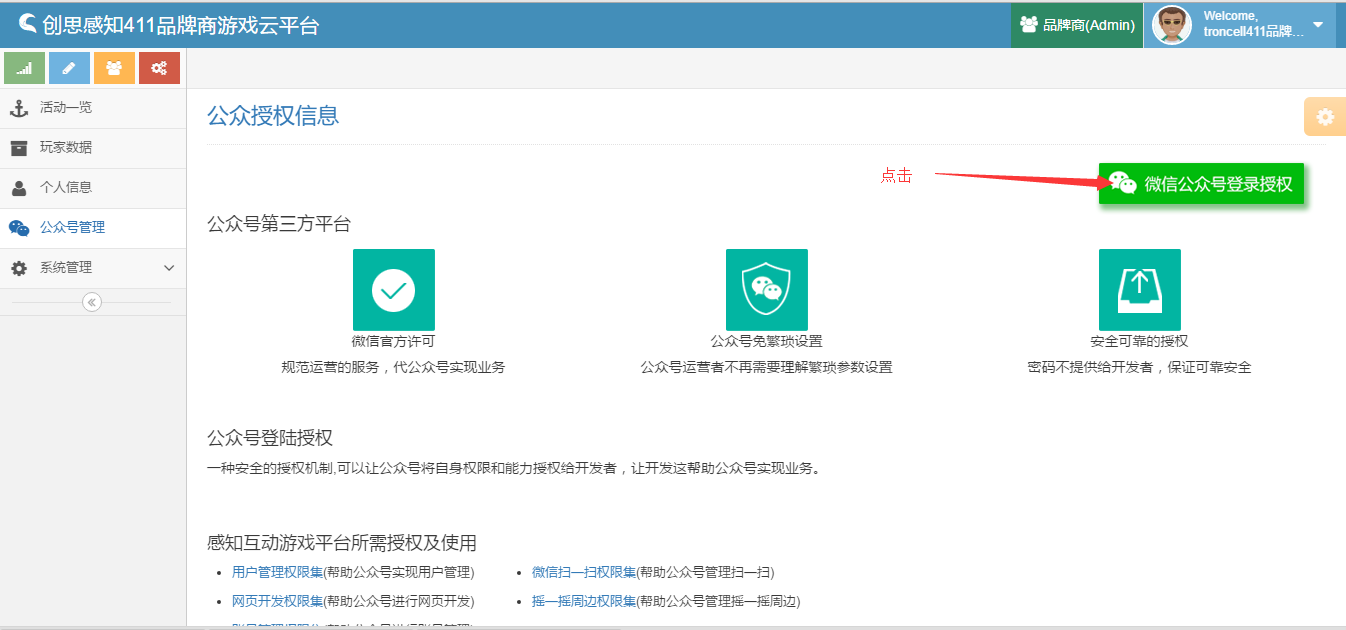 创思感知411品牌商游戏云平台
品牌商(Admin)
Welcome,
troncell411品牌...
活动一览
玩家数据
个人信息
公众号管理
系统管理
公众授权信息
点击
微信公众号登录授权
公众号第三方平台
微信官方许可
规范运营的服务，代公众号实现业务
公众号免繁琐设置
公众号运营者不再需要理解繁琐参数设置
安全可靠的授权
密码不提供给开发者，保证可靠安全
公众号登陆授权
一种安全的授权机制,可以让公众号将自身权限和能力授权给开发者，让开发这帮助公众号实现业务。
感知互动游戏平台所需授权及使用
用户管理权限集(帮助公众号实现用户管理)
微信扫一扫权限集(帮助公众号管理扫一扫)
网页开发权限集(帮助公众号进行网页开发)
摇一摇周边权限集(帮助公众号管理摇一摇周边)